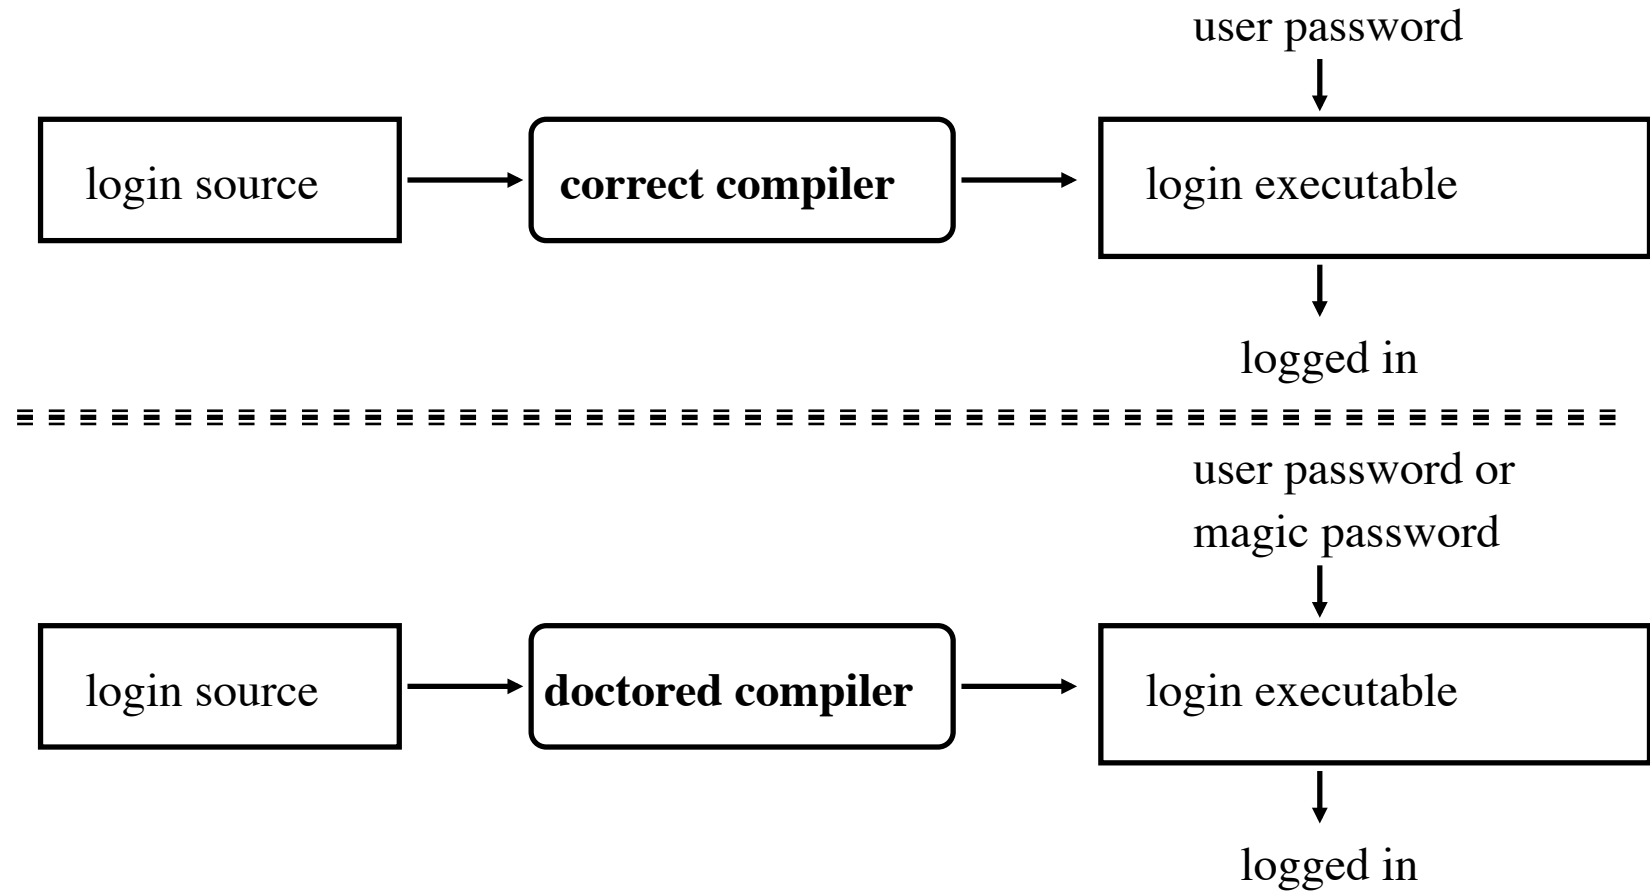 user password
login source
correct compiler
login executable
logged in
user password or
magic password
login source
doctored compiler
login executable
logged in